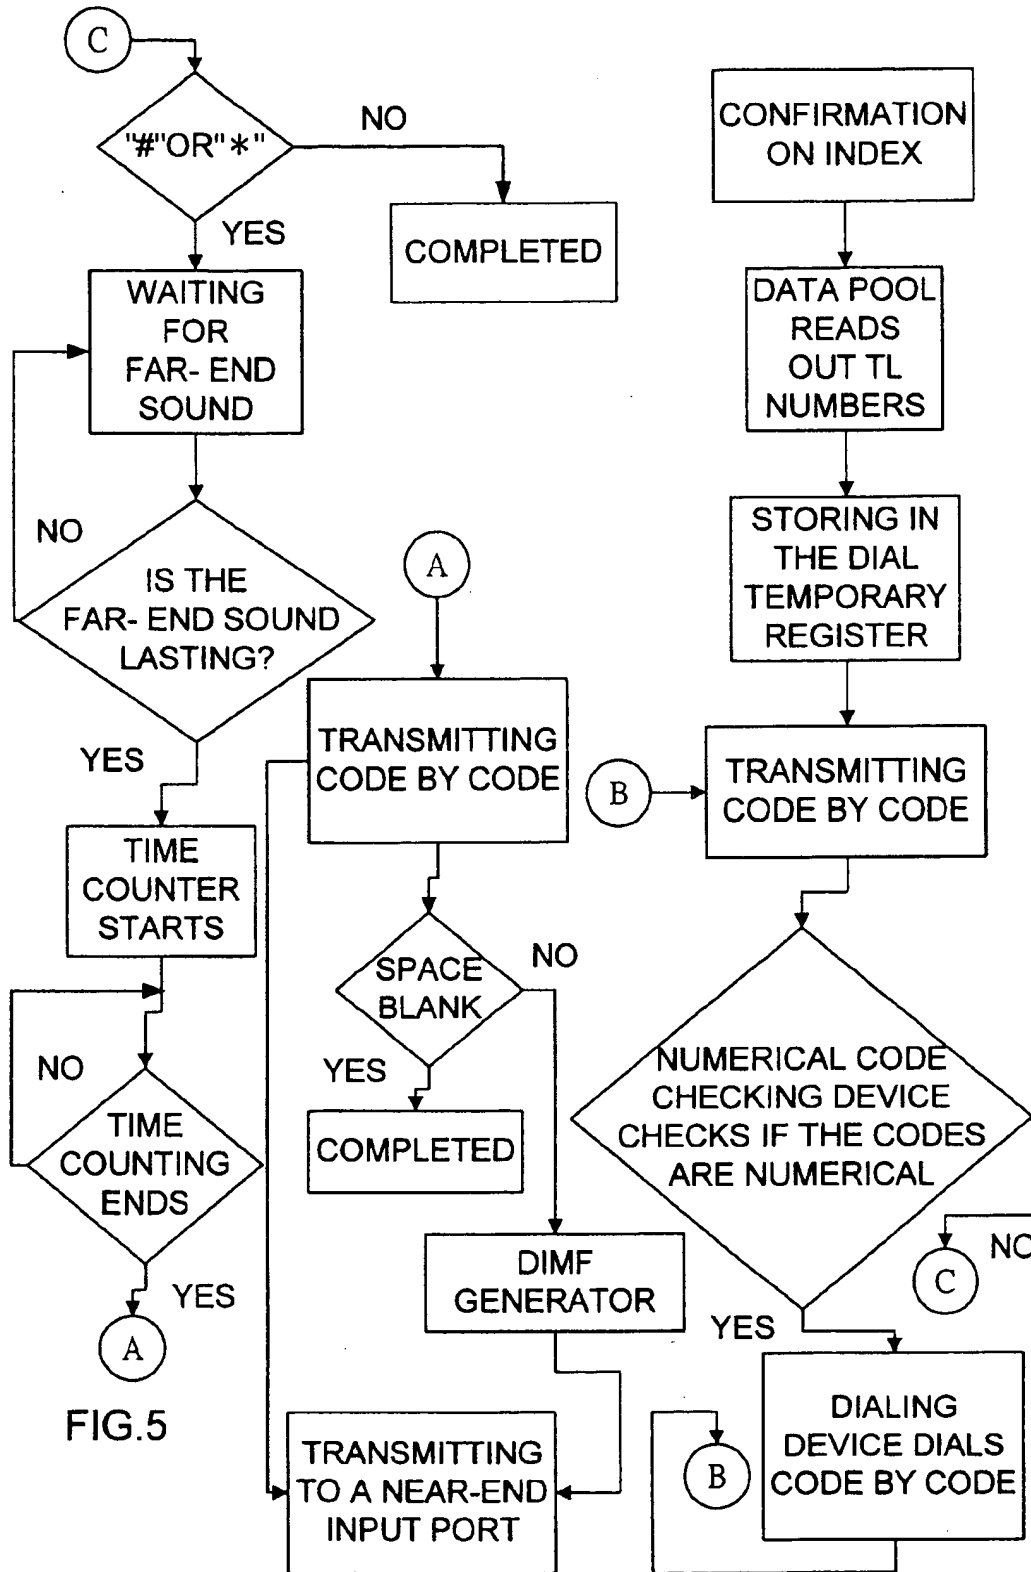 C
"#"OR"*"
NO
YES
COMPLETED
WAITING
FOR
FAR- END
SOUND
NO
IS THE
FAR- END SOUND
LASTING?
YES
TIME
COUNTER
STARTS
NO
TIME
COUNTING
ENDS
YES
A
FIG.5
A
TRANSMITTING
CODE BY CODE
SPACE
BLANK
NO
YES
COMPLETED
DIMF
GENERATOR
TRANSMITTING
TO A NEAR-END
INPUT PORT
CONFIRMATION
ON INDEX
DATA POOL
READS
OUT TL
NUMBERS
STORING IN
THE DIAL
TEMPORARY
REGISTER
B
TRANSMITTING
CODE BY CODE
NUMERICAL CODE
CHECKING DEVICE
CHECKS IF THE CODES
ARE NUMERICAL
NO
C
YES
DIALING
DEVICE DIALS
CODE BY CODE
B